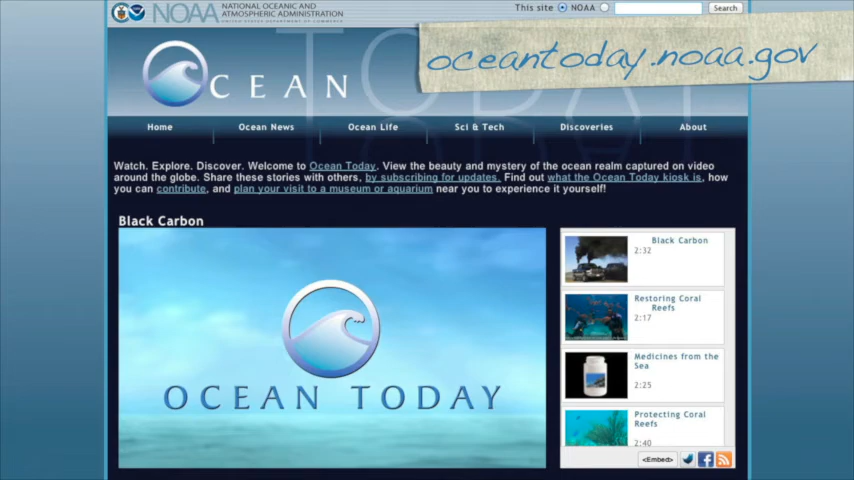 NOAA
NATIONAL OCEANIC AND
ATMOSPHERIC ADMINISTRATION
UNITED STATES DEPARTMENT OF COMMERCE
This site NOAA Search
oceantoday.noaa.gov
TODAY
OCEAN
Home Ocean News Ocean Life Sci & Tech Discoveries About
Watch. Explore. Discover. Welcome to Ocean Today. View the beauty and mystery of the ocean realm captured on video
around the globe. Share these stories with others, by subscribing for updates. Find out what the Ocean Today kiosk is, how
you can contribute, and plan your visit to a museum or aquarium near you to experience it yourself!
Black Carbon
OCEAN TODAY
Black Carbon
2:32
Restoring Coral
Reefs
2:17
Medicines from the
Sea
2:25
Protecting Coral
Reefs
2:40
<Embed>